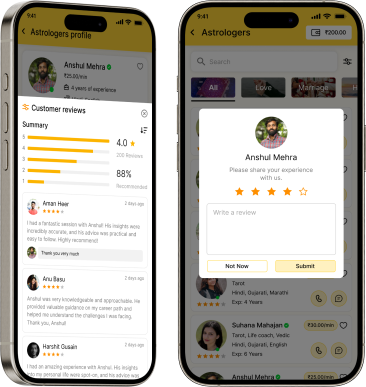 9:41
Astrologers profile
Anshul Mehra
₹25.00/min
4 years of experience
Customer reviews
Summary
5
4
3
2
1
4.0
200 Reviews
88%
Recommended
Aman Heer
2 days ago
I had a fantastic session with Anshul! His insights were
incredibly accurate, and his advice was practical and
easy to follow. Highly recommend!
Thank you very much
Anu Basu
2 days ago
Anshul was very knowledgeable and approachable. He
provided valuable guidance on my career path and
helped me understand the challenges I was facing.
Thank you, Anshul!
Harshit Gusain
2 days ago
I had an amazing experience with Anshul. His insights
into my personal life were spot-on, and his advice
9:41
Astrologers
₹200.00
Search
All
Love
Marriage
H
Anshul Mehra
Please share your experience
with us.
Write a review
Not Now
Submit
Tarot
Hindi, Gujarati, Marathi
Exp: 4 Years
Suhana Mahajan
₹30.00/min
Tarot, Life coach, Vedic
Hindi, Gujarati, English
Exp: 6 Years